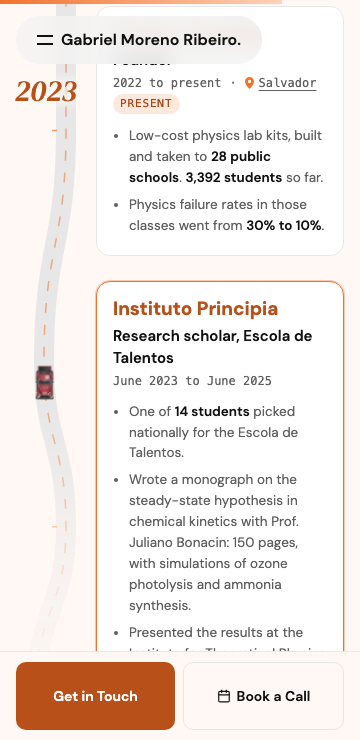 Gabriel Moreno Ribeiro.
2023
Founder
2022 to present · Salvador
PRESENT
• Low-cost physics lab kits, built
and taken to 28 public
schools. 3,392 students so far.
• Physics failure rates in those
classes went from 30% to 10%.
Instituto Principia
Research scholar, Escola de
Talentos
June 2023 to June 2025
• One of 14 students picked
nationally for the Escola de
Talentos.
• Wrote a monograph on the
steady-state hypothesis in
chemical kinetics with Prof.
Juliano Bonacin: 150 pages,
with simulations of ozone
photolysis and ammonia
synthesis.
• Presented the results at the
Get in Touch
Book a Call